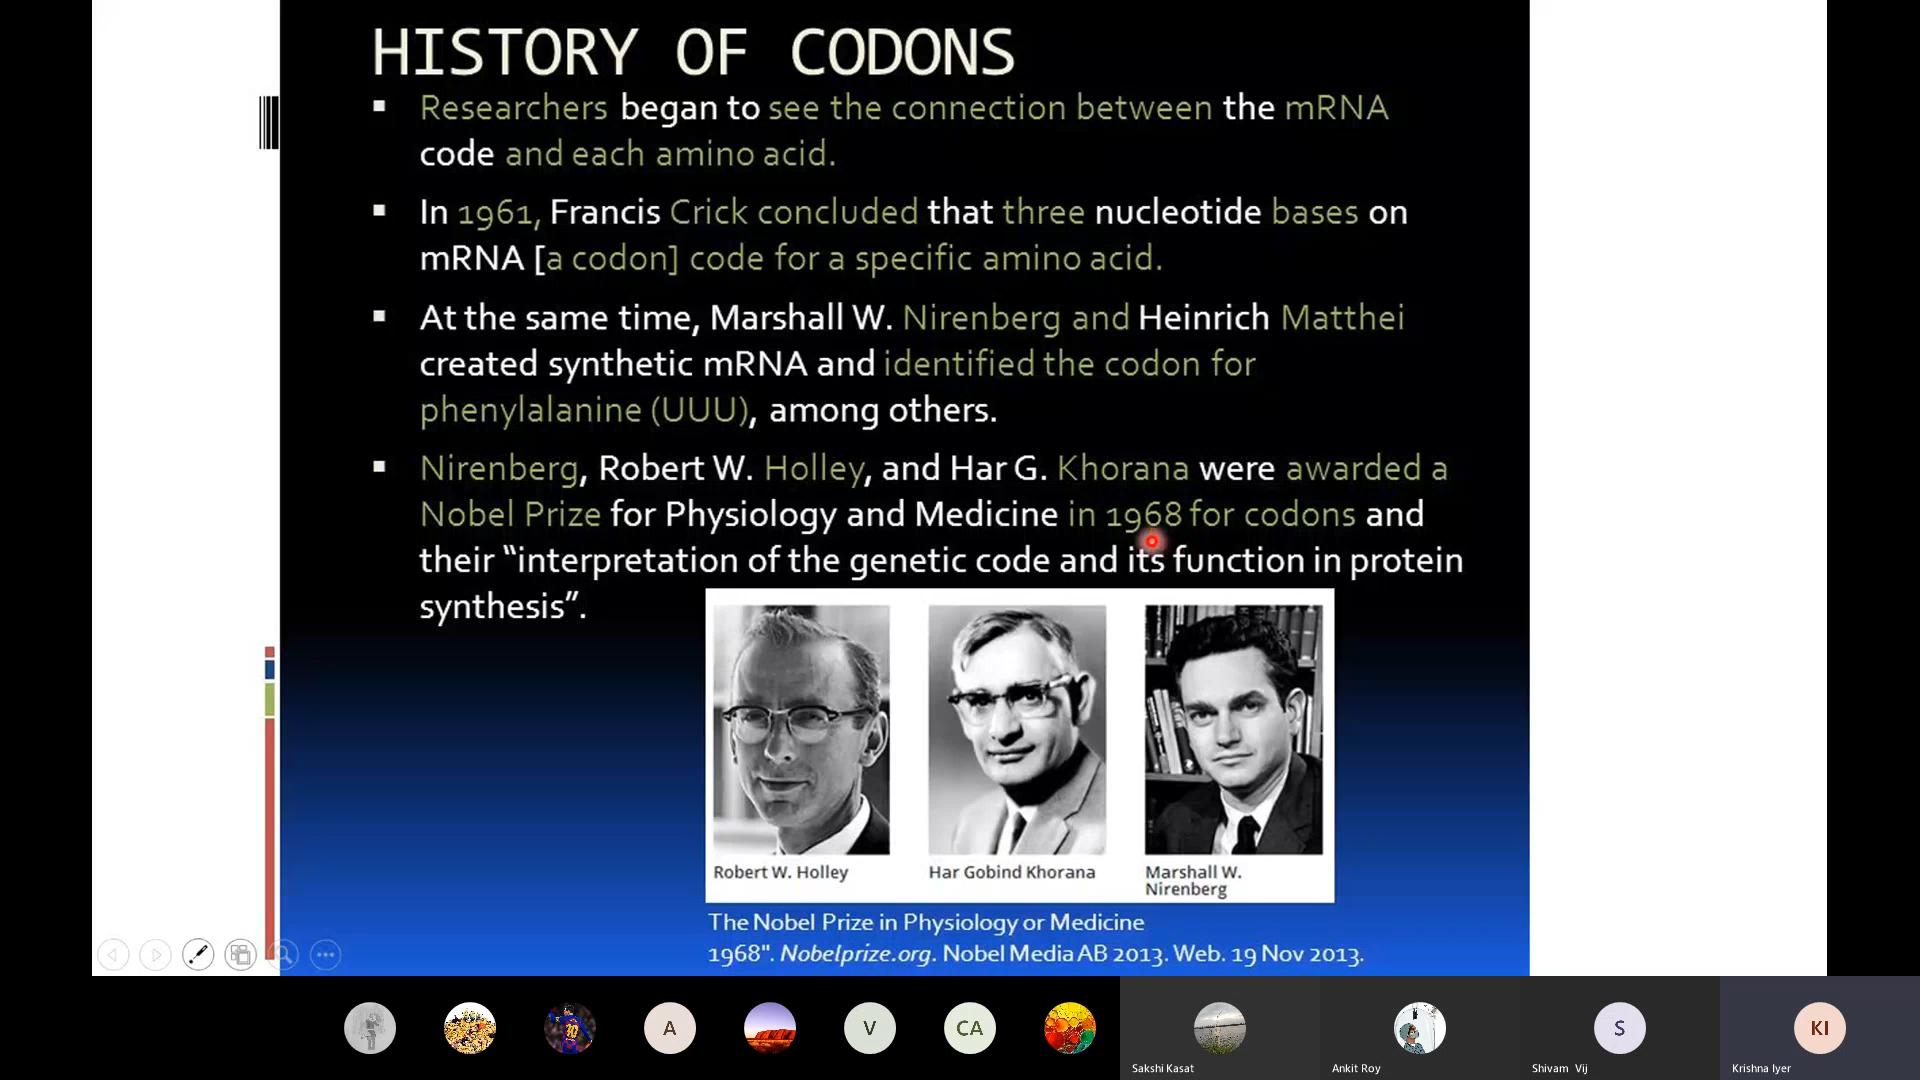 HISTORY OF CODONS
Researchers began to see the connection between the mRNA
code and each amino acid.
In 1961, Francis Crick concluded that three nucleotide bases on
mRNA [a codon] code for a specific amino acid.
At the same time, Marshall W. Nirenberg and Heinrich Matthei
created synthetic mRNA and identified the codon for
phenylalanine (UUU), among others.
Nirenberg, Robert W. Holley, and Har G. Khorana were awarded a
Nobel Prize for Physiology and Medicine in 1968 for codons and
their “interpretation of the genetic code and its function in protein
synthesis”.
Robert W. Holley
Har Gobind Khorana
Marshall W.
Nirenberg
The Nobel Prize in Physiology or Medicine
1968". Nobelprize.org. Nobel Media AB 2013. Web. 19 Nov 2013.
10
A
V
CA
S
KI
Sakshi Kasat
Ankit Roy
Shivam Vij
Krishna Iyer